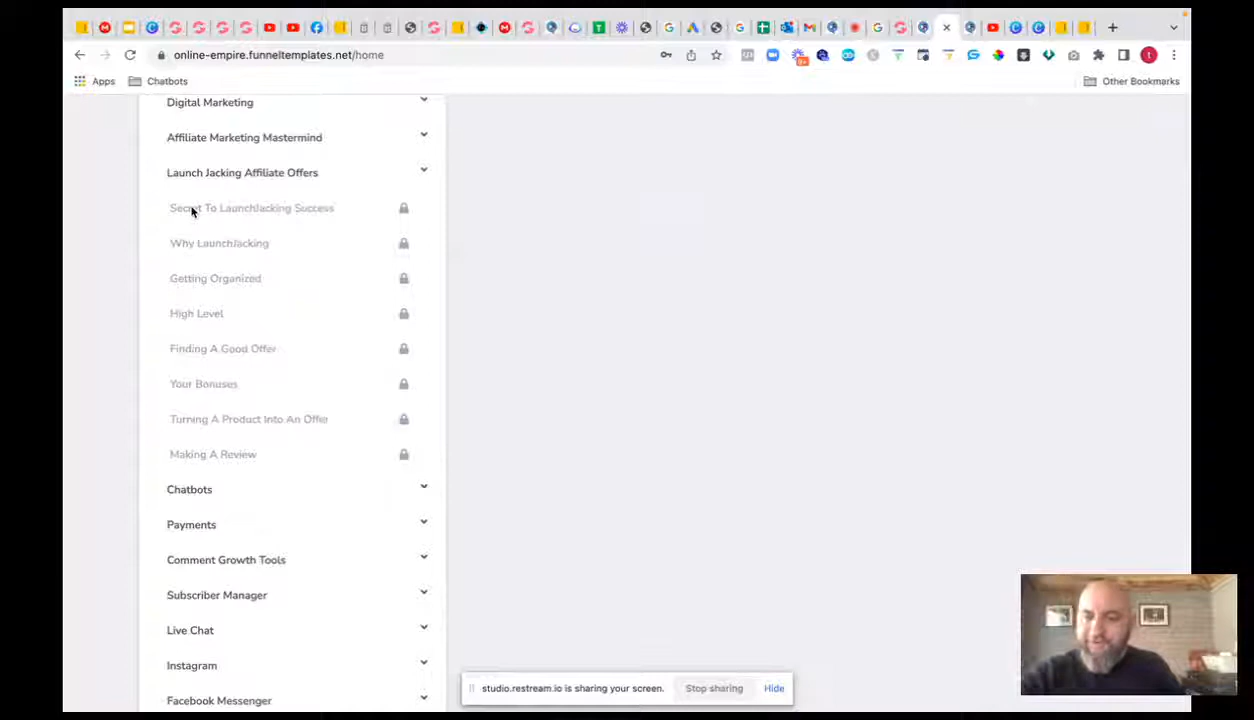 online-empire.funneltemplates.net/home
9+
t
Apps
Chatbots
Other Bookmarks
Digital Marketing
Affiliate Marketing Mastermind
Launch Jacking Affiliate Offers
Secret To LaunchJacking Success
Why LaunchJacking
Getting Organized
High Level
Finding A Good Offer
Your Bonuses
Turning A Product Into An Offer
Making A Review
Chatbots
Payments
Comment Growth Tools
Subscriber Manager
Live Chat
Instagram
Facebook Messenger
studio.restream.io is sharing your screen.
Stop sharing
Hide